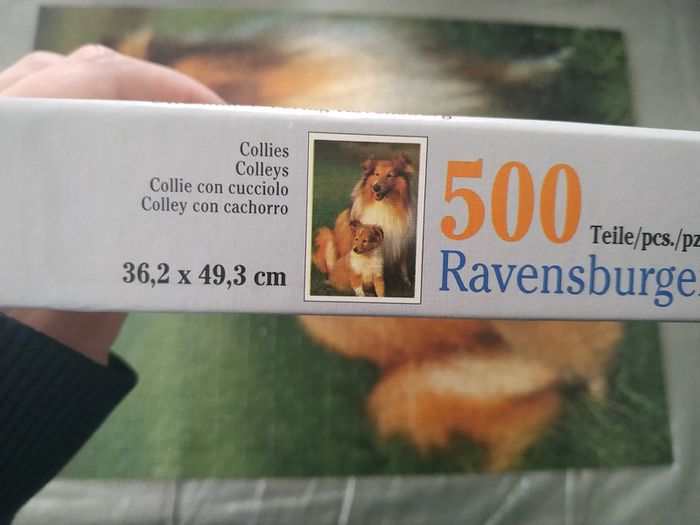 Collies
Colleys
Collie con cucciolo
Colley con cachorro
36,2 x 49,3 cm
500
Teile/pcs./pz
Ravensburge